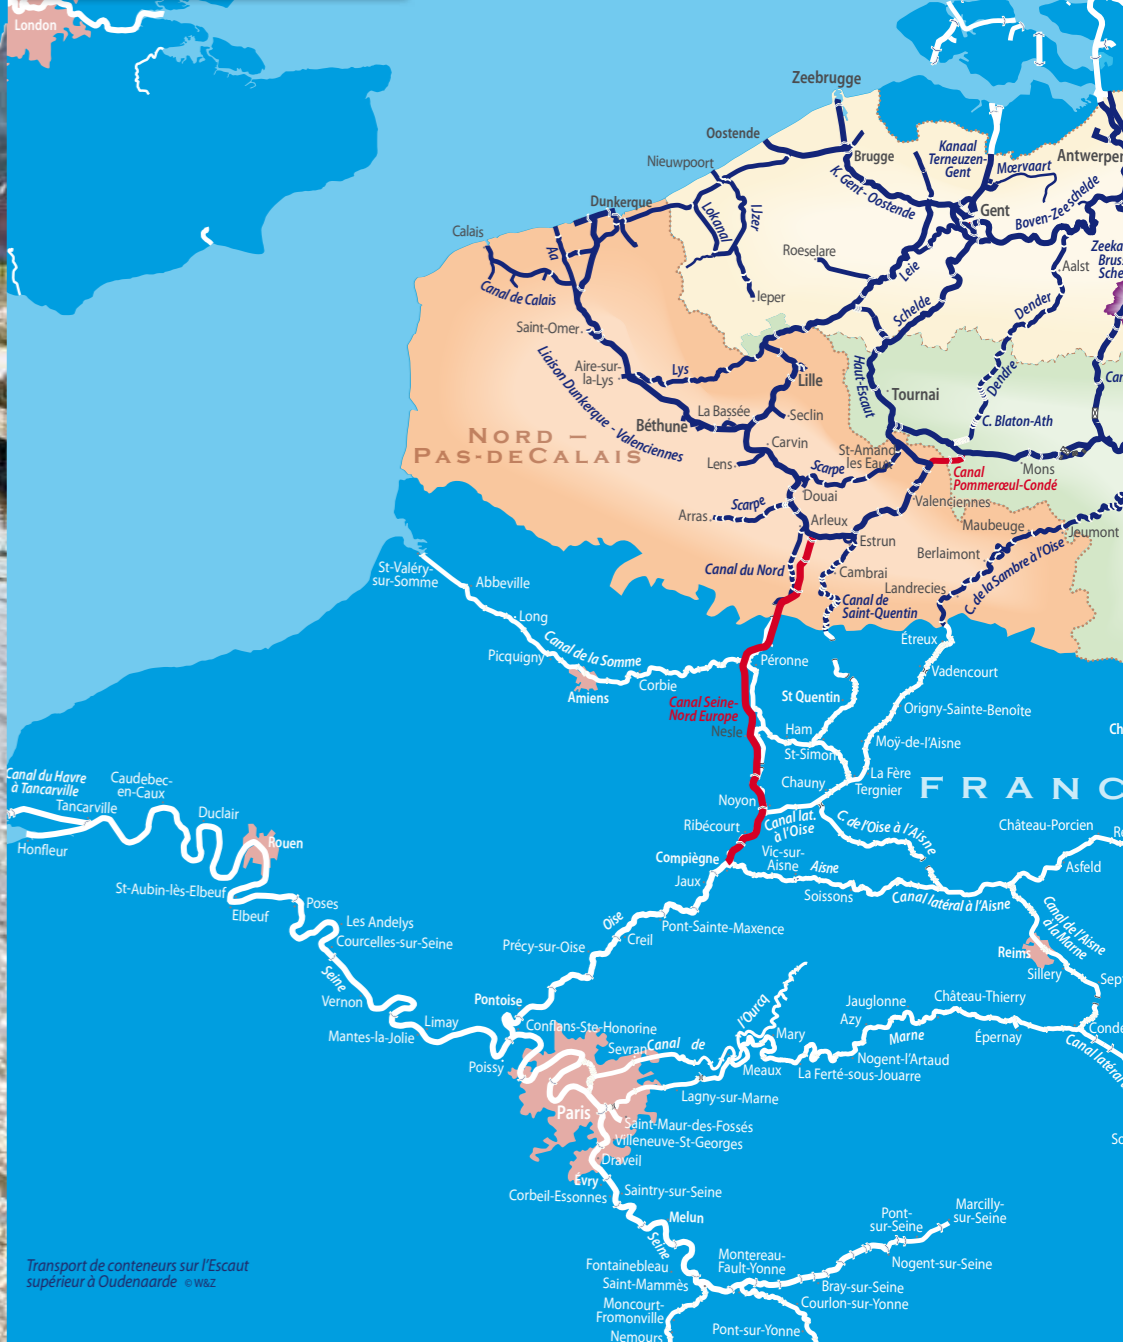 London
Zeebrugge
Oostende
Brugge
Kanaal
Terneuzen-
Gent
Mœrvaart
Antwerpen
Nieuwpoort
K. Gent - Oostende
Dunkerque
Lokanal
IJzer
Gent
Boven-Zeeschelde
Calais
Aa
Roeselare
Leie
Aalst
Canal de Calais
Ieper
Schelde
Dender
Saint-Omer
Liaison Dunkerque - Valenciennes
Aire-sur-
la-Lys
Lys
Lille
Haut-Escaut
Tournai
Dendre
La Bassée
Seclin
Béthune
C. Blaton-Ath
NORD –
PAS-DECALAIS
Carvin
St-Amand
les Eaux
Lens
Scarpe
Mons
Canal
Pommerœul-Condé
Douai
Valenciennes
Scarpe
Arras
Arleux
Maubeuge
Jeumont
Estrun
Berlaimont
C. de la Sambre à l'Oise
St-Valéry-
sur-Somme
Canal du Nord
Cambrai
Landrecies
Abbeville
Canal de
Saint-Quentin
Long
Étreux
Canal de la Somme
Picquigny
Péronne
Vadencourt
Corbie
Amiens
St Quentin
Canal Seine-
Nord Europe
Origny-Sainte-Benoîte
Nesle
Ham
Moÿ-de-l'Aisne
St-Simon
Canal du Havre
à Tancarville
Caudebec-
en-Caux
Chauny
La Fère
Tergnier
FRANC
Tancarville
Duclair
Noyon
Canal lat.
à l'Oise
C. de l'Oise à l'Aisne
Ribécourt
Château-Porcien
Honfleur
Rouen
Compiègne
Vic-sur-
Aisne
Aisne
Asfeld
Jaux
St-Aubin-lès-Elbeuf
Soissons
Canal latéral à l'Aisne
Poses
Elbeuf
Les Andelys
Oise
Pont-Sainte-Maxence
Canal de l'Aisne
à la Marne
Courcelles-sur-Seine
Précy-sur-Oise
Creil
Reims
Sillery
Seine
Vernon
Pontoise
l'Ourcq
Jauglonne
Château-Thierry
Limay
Conflans-Ste-Honorine
Azy
Mantes-la-Jolie
Sevran
Canal de
Mary
Marne
Épernay
Poissy
Nogent-l'Artaud
Meaux
La Ferté-sous-Jouarre
Canal latéral
Lagny-sur-Marne
Paris
Saint-Maur-des-Fossés
Villeneuve-St-Georges
Draveil
Évry
Saintry-sur-Seine
Corbeil-Essonnes
Melun
Seine
Marcilly-
sur-Seine
Pont-
sur-Seine
Montereau-
Fault-Yonne
Nogent-sur-Seine
Fontainebleau
Saint-Mammès
Bray-sur-Seine
Courlon-sur-Yonne
Moncourt-
Fromonville
Pont-sur-Yonne
Nemours
Transport de conteneurs sur l'Escaut
supérieur à Oudenaarde © W&Z